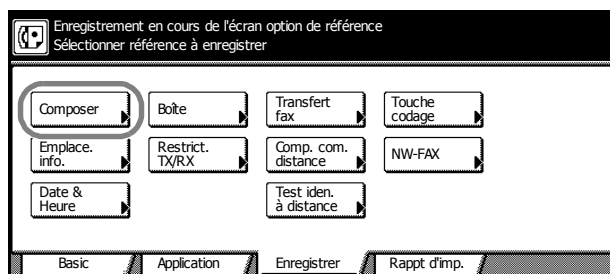 Enregistrement en cours de l'écran option de référence
Sélectionner référence à enregistrer
Composer
Boîte
Transfert
fax
Touche
codage
Emplace.
info.
Restrict.
TX/RX
Comp. com.
distance
NW-FAX
Date &
Heure
Test iden.
à distance
Basic
Application
Enregistrer
Rappt d'imp.